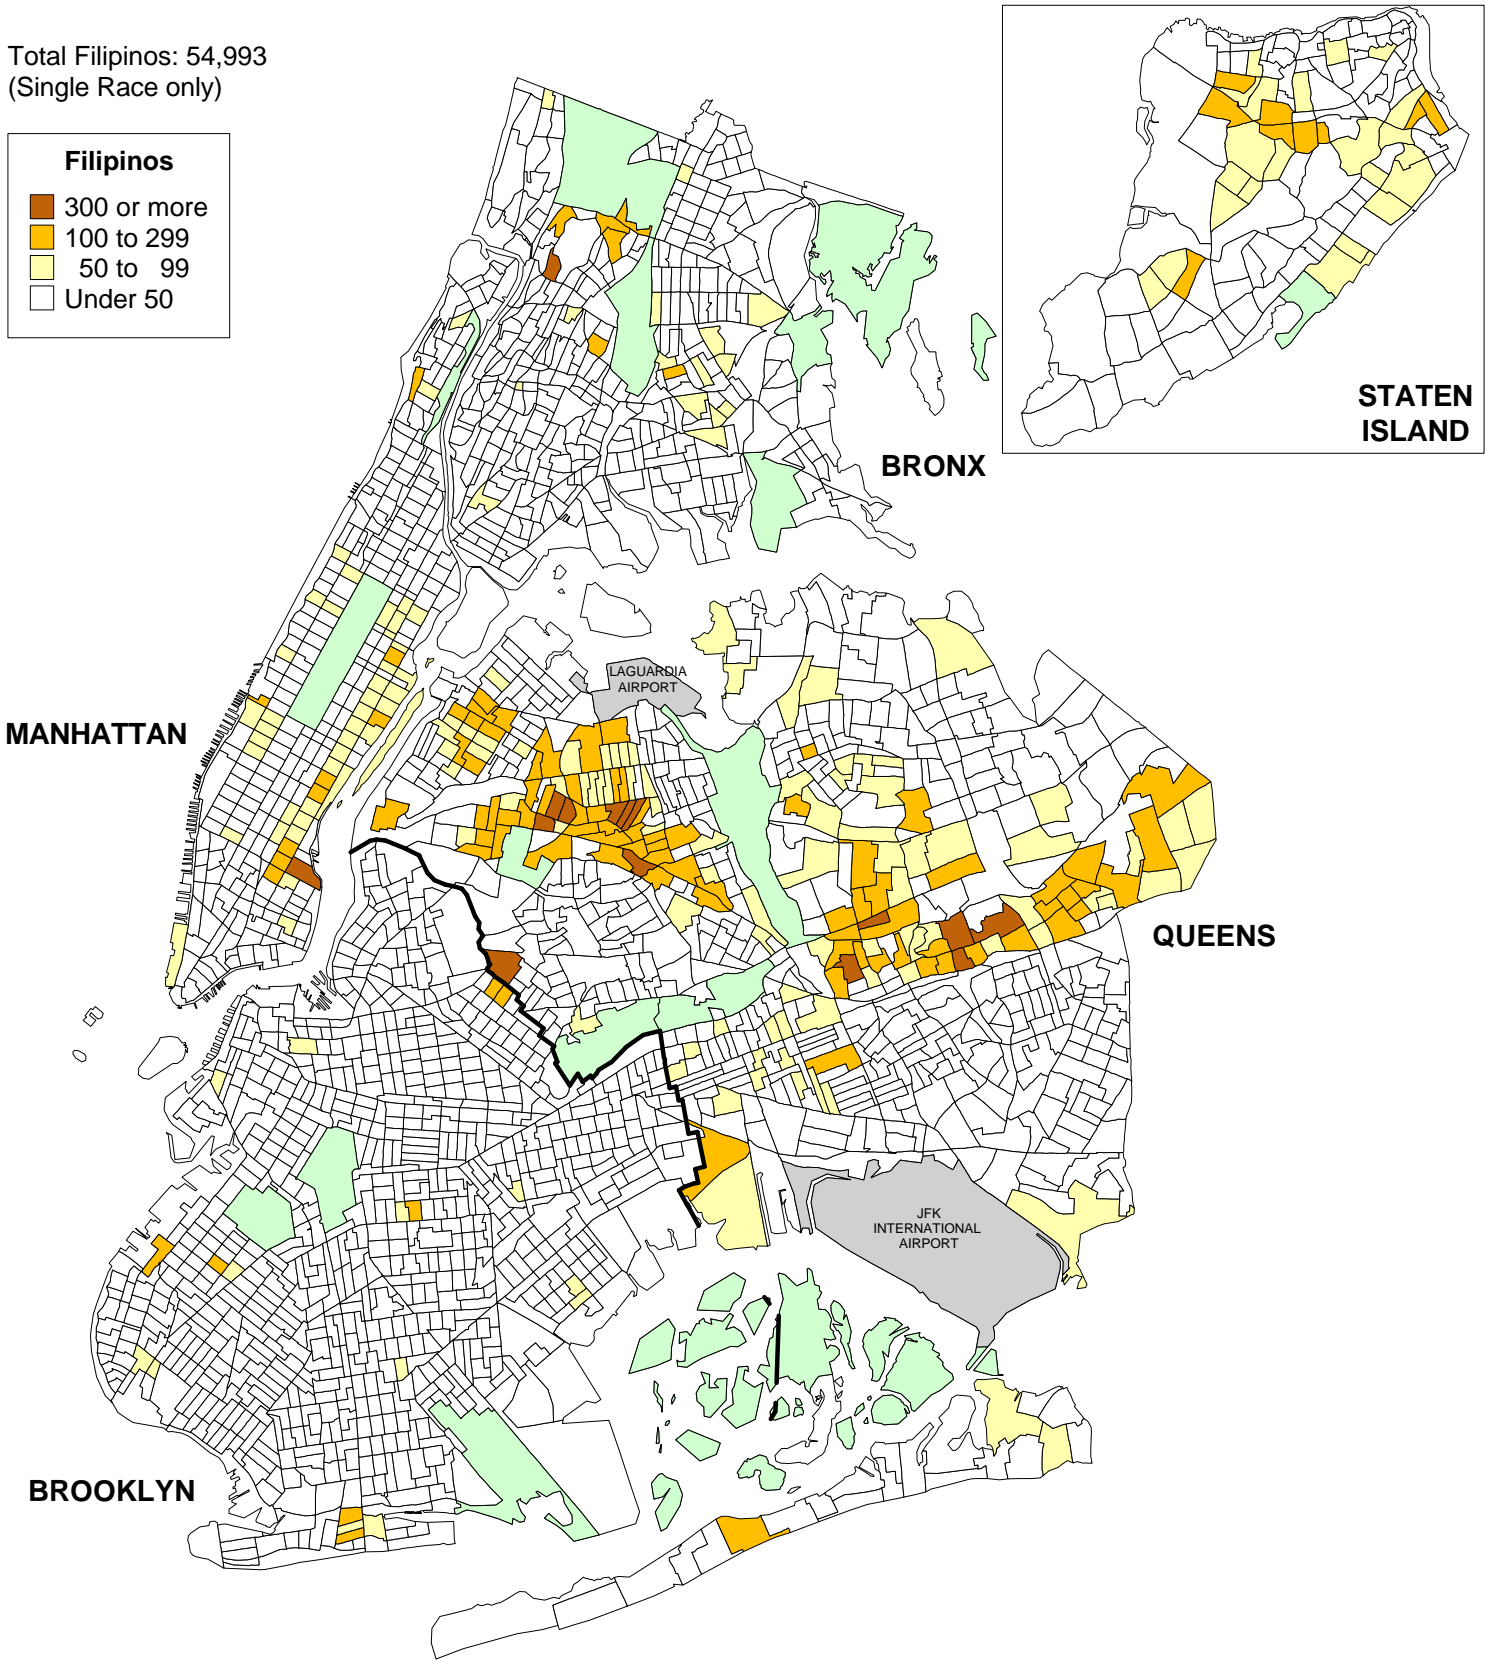 Total Filipinos: 54,993
(Single Race only)
Filipinos
300 or more
100 to 299
50 to 99
Under 50
STATEN
ISLAND
BRONX
LAGUARDIA
AIRPORT
MANHATTAN
QUEENS
JFK
INTERNATIONAL
AIRPORT
BROOKLYN